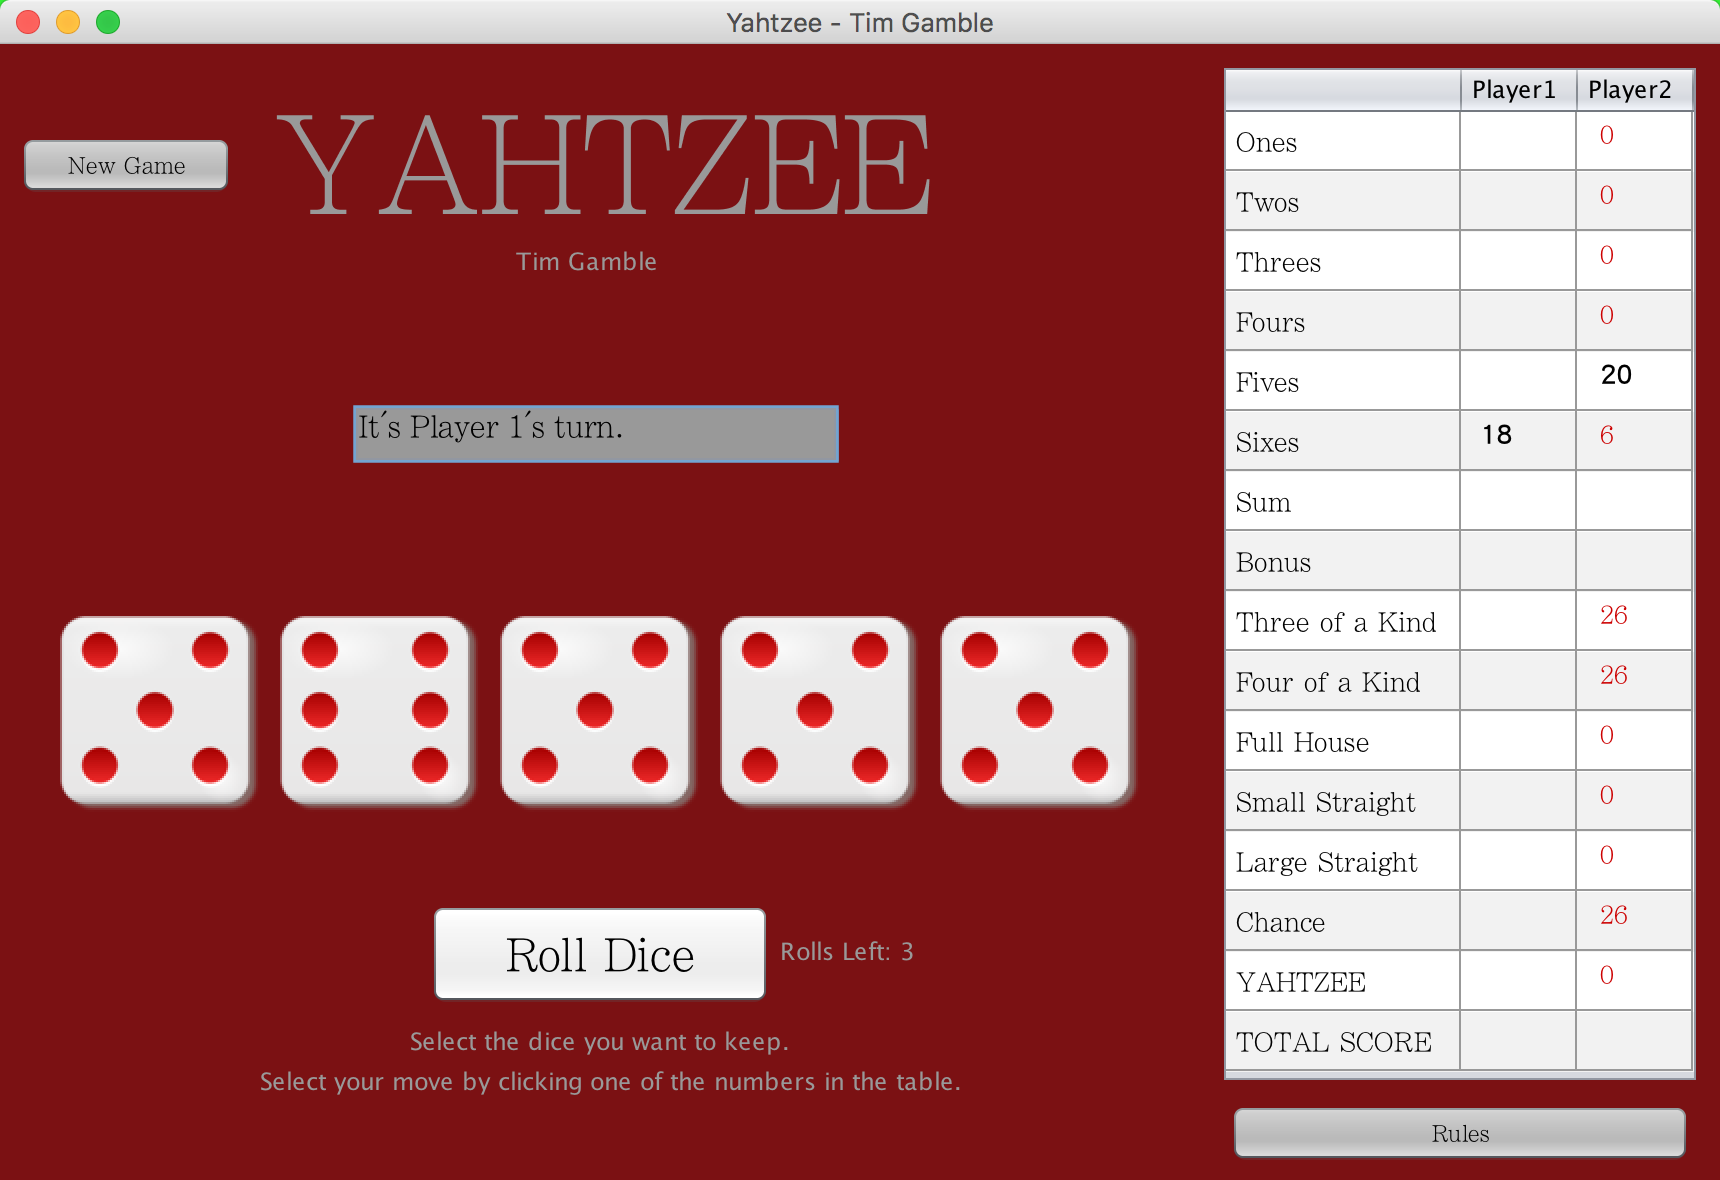 Yahtzee - Tim Gamble
New Game
YAHTZEE
Tim Gamble
It´s Player 1´s turn.
Roll Dice
Rolls Left: 3
Select the dice you want to keep.
Select your move by clicking one of the numbers in the table.
Player1 Player2
Ones 0
Twos 0
Threes 0
Fours 0
Fives 20
Sixes 18 6
Sum
Bonus
Three of a Kind 26
Four of a Kind 26
Full House 0
Small Straight 0
Large Straight 0
Chance 26
YAHTZEE 0
TOTAL SCORE
Rules